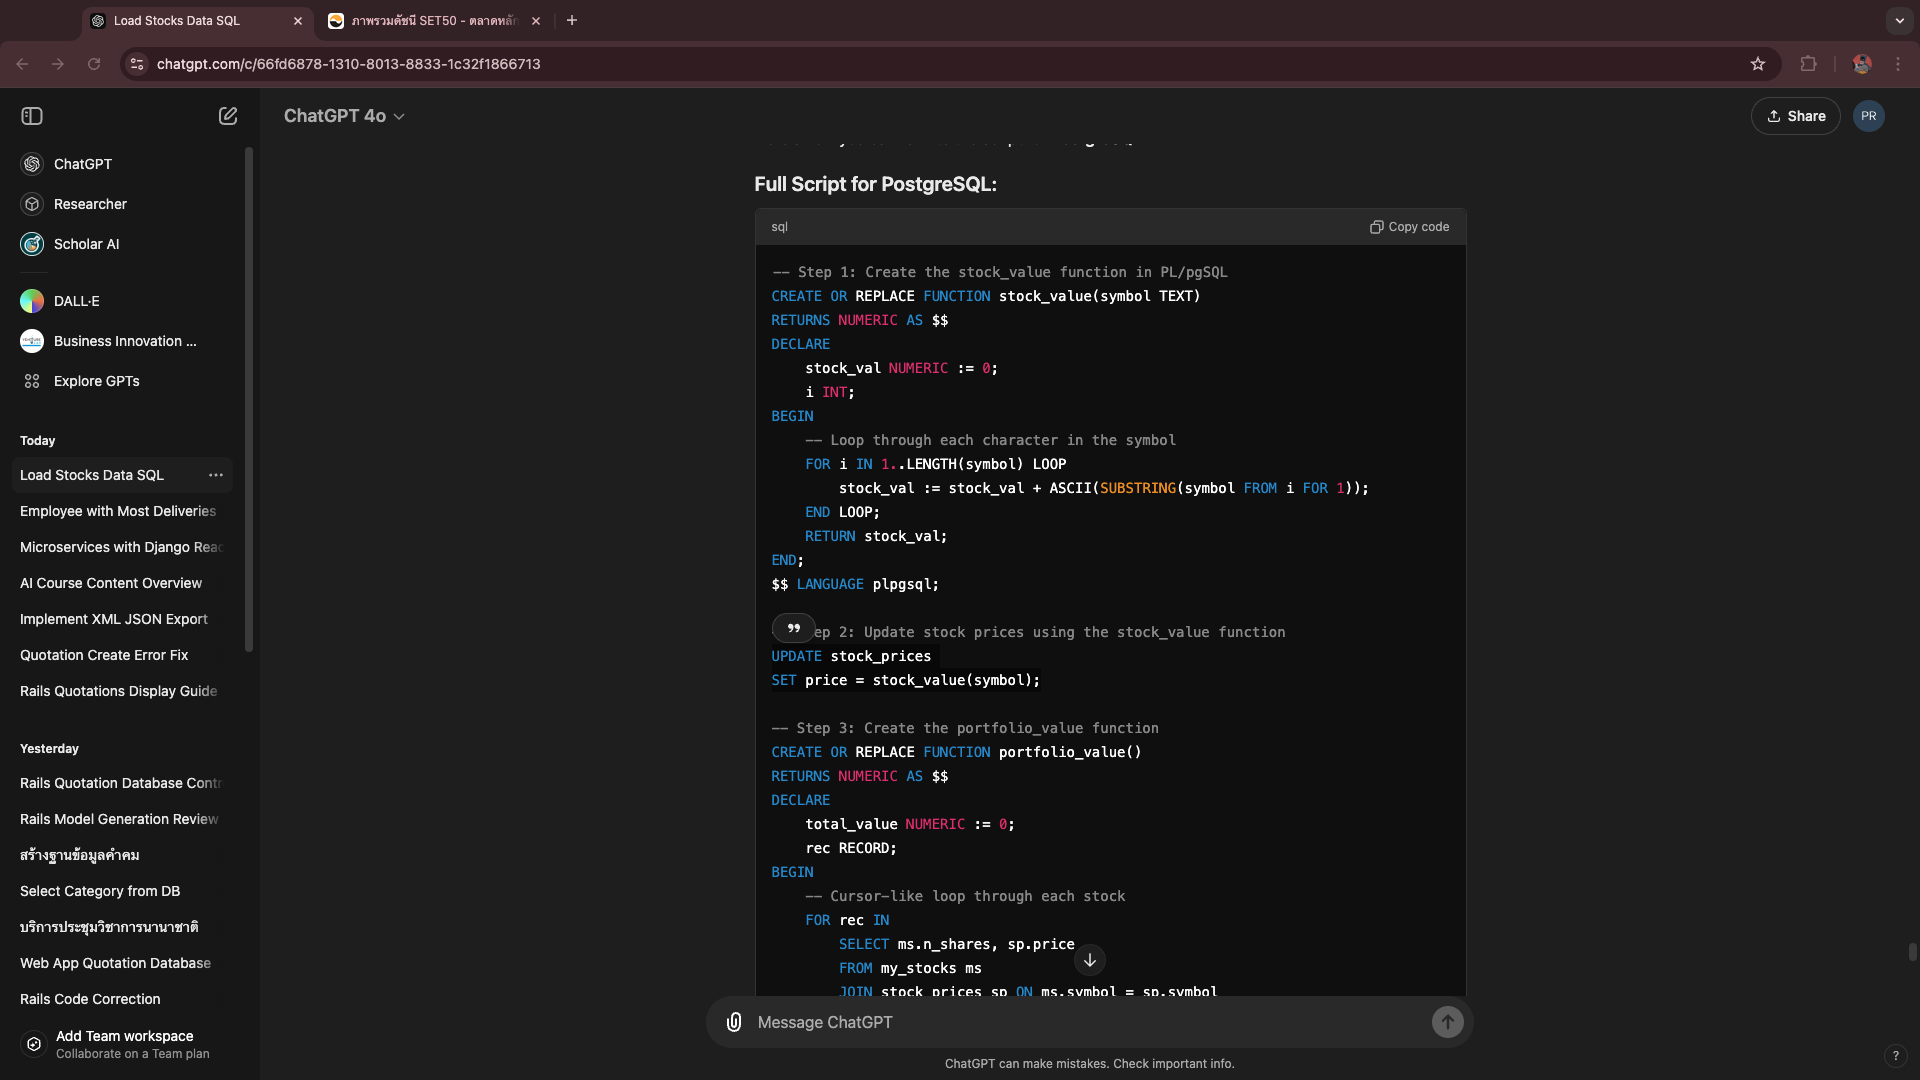 Load Stocks Data SQL
ภาพรวมดัชนี SET50 - ตลาดหลัก
chatgpt.com/c/66fd6878-1310-8013-8833-1c32f1866713
ChatGPT 4o
Share
PR
ChatGPT
Researcher
Scholar AI
DALL·E
Business Innovation ...
Explore GPTs
Today
Load Stocks Data SQL
Employee with Most Deliveries
Microservices with Django Reac
AI Course Content Overview
Implement XML JSON Export
Quotation Create Error Fix
Rails Quotations Display Guide
Yesterday
Rails Quotation Database Contr
Rails Model Generation Review
สร้างฐานข้อมูลคำคม
Select Category from DB
บริการประชุมวิชาการนานาชาติ
Web App Quotation Database
Rails Code Correction
Add Team workspace
Collaborate on a Team plan
Full Script for PostgreSQL:
sql
Copy code
-- Step 1: Create the stock_value function in PL/pgSQL
CREATE OR REPLACE FUNCTION stock_value(symbol TEXT)
RETURNS NUMERIC AS $$
DECLARE
    stock_val NUMERIC := 0;
    i INT;
BEGIN
    -- Loop through each character in the symbol
    FOR i IN 1..LENGTH(symbol) LOOP
        stock_val := stock_val + ASCII(SUBSTRING(symbol FROM i FOR 1));
    END LOOP;
    RETURN stock_val;
END;
$$ LANGUAGE plpgsql;
ep 2: Update stock prices using the stock_value function
UPDATE stock_prices
SET price = stock_value(symbol);
-- Step 3: Create the portfolio_value function
CREATE OR REPLACE FUNCTION portfolio_value()
RETURNS NUMERIC AS $$
DECLARE
    total_value NUMERIC := 0;
    rec RECORD;
BEGIN
    -- Cursor-like loop through each stock
    FOR rec IN
        SELECT ms.n_shares, sp.price
        FROM my_stocks ms
        JOIN stock_prices sp ON ms.symbol = sp.symbol
Message ChatGPT
ChatGPT can make mistakes. Check important info.
?